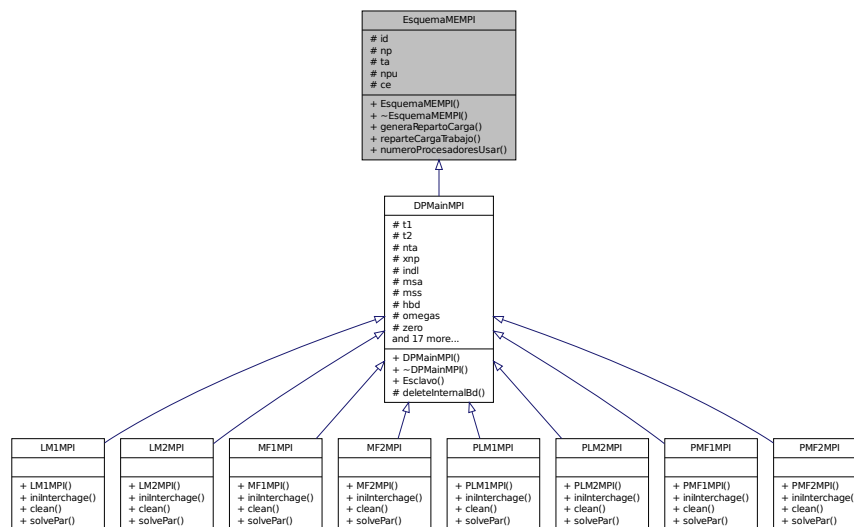 EsquemaMEMPI
# id
# np
# ta
# npu
# ce
+ EsquemaMEMPI()
+ ~EsquemaMEMPI()
+ generaRepartoCarga()
+ reparteCargaTrabajo()
+ numeroProcesadoresUsar()
DPMainMPI
# t1
# t2
# nta
# xnp
# indl
# msa
# mss
# hbd
# omegas
# zero
and 17 more...
+ DPMainMPI()
+ ~DPMainMPI()
+ Esclavo()
# deleteInternalBd()
LM1MPI
+ LM1MPI()
+ iniInterchage()
+ clean()
+ solvePar()
LM2MPI
+ LM2MPI()
+ iniInterchage()
+ clean()
+ solvePar()
MF1MPI
+ MF1MPI()
+ iniInterchage()
+ clean()
+ solvePar()
MF2MPI
+ MF2MPI()
+ iniInterchage()
+ clean()
+ solvePar()
PLM1MPI
+ PLM1MPI()
+ iniInterchage()
+ clean()
+ solvePar()
PLM2MPI
+ PLM2MPI()
+ iniInterchage()
+ clean()
+ solvePar()
PMF1MPI
+ PMF1MPI()
+ iniInterchage()
+ clean()
+ solvePar()
PMF2MPI
+ PMF2MPI()
+ iniInterchage()
+ clean()
+ solvePar()